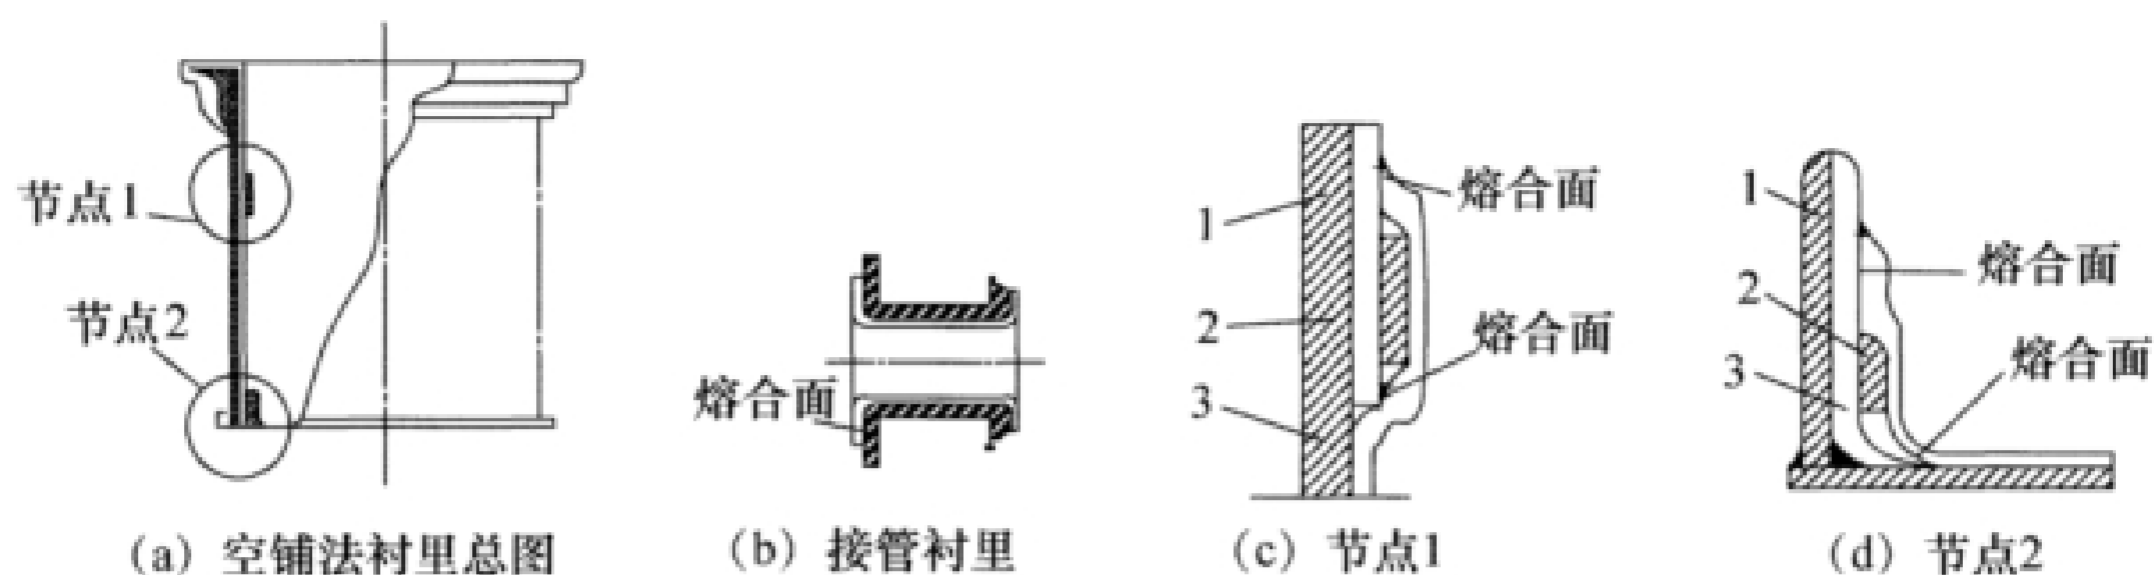 节点1
节点2
(a) 空铺法衬里总图
熔合面
(b) 接管衬里
1
2
3
熔合面
熔合面
(c) 节点1
1
2
3
熔合面
熔合面
(d) 节点2